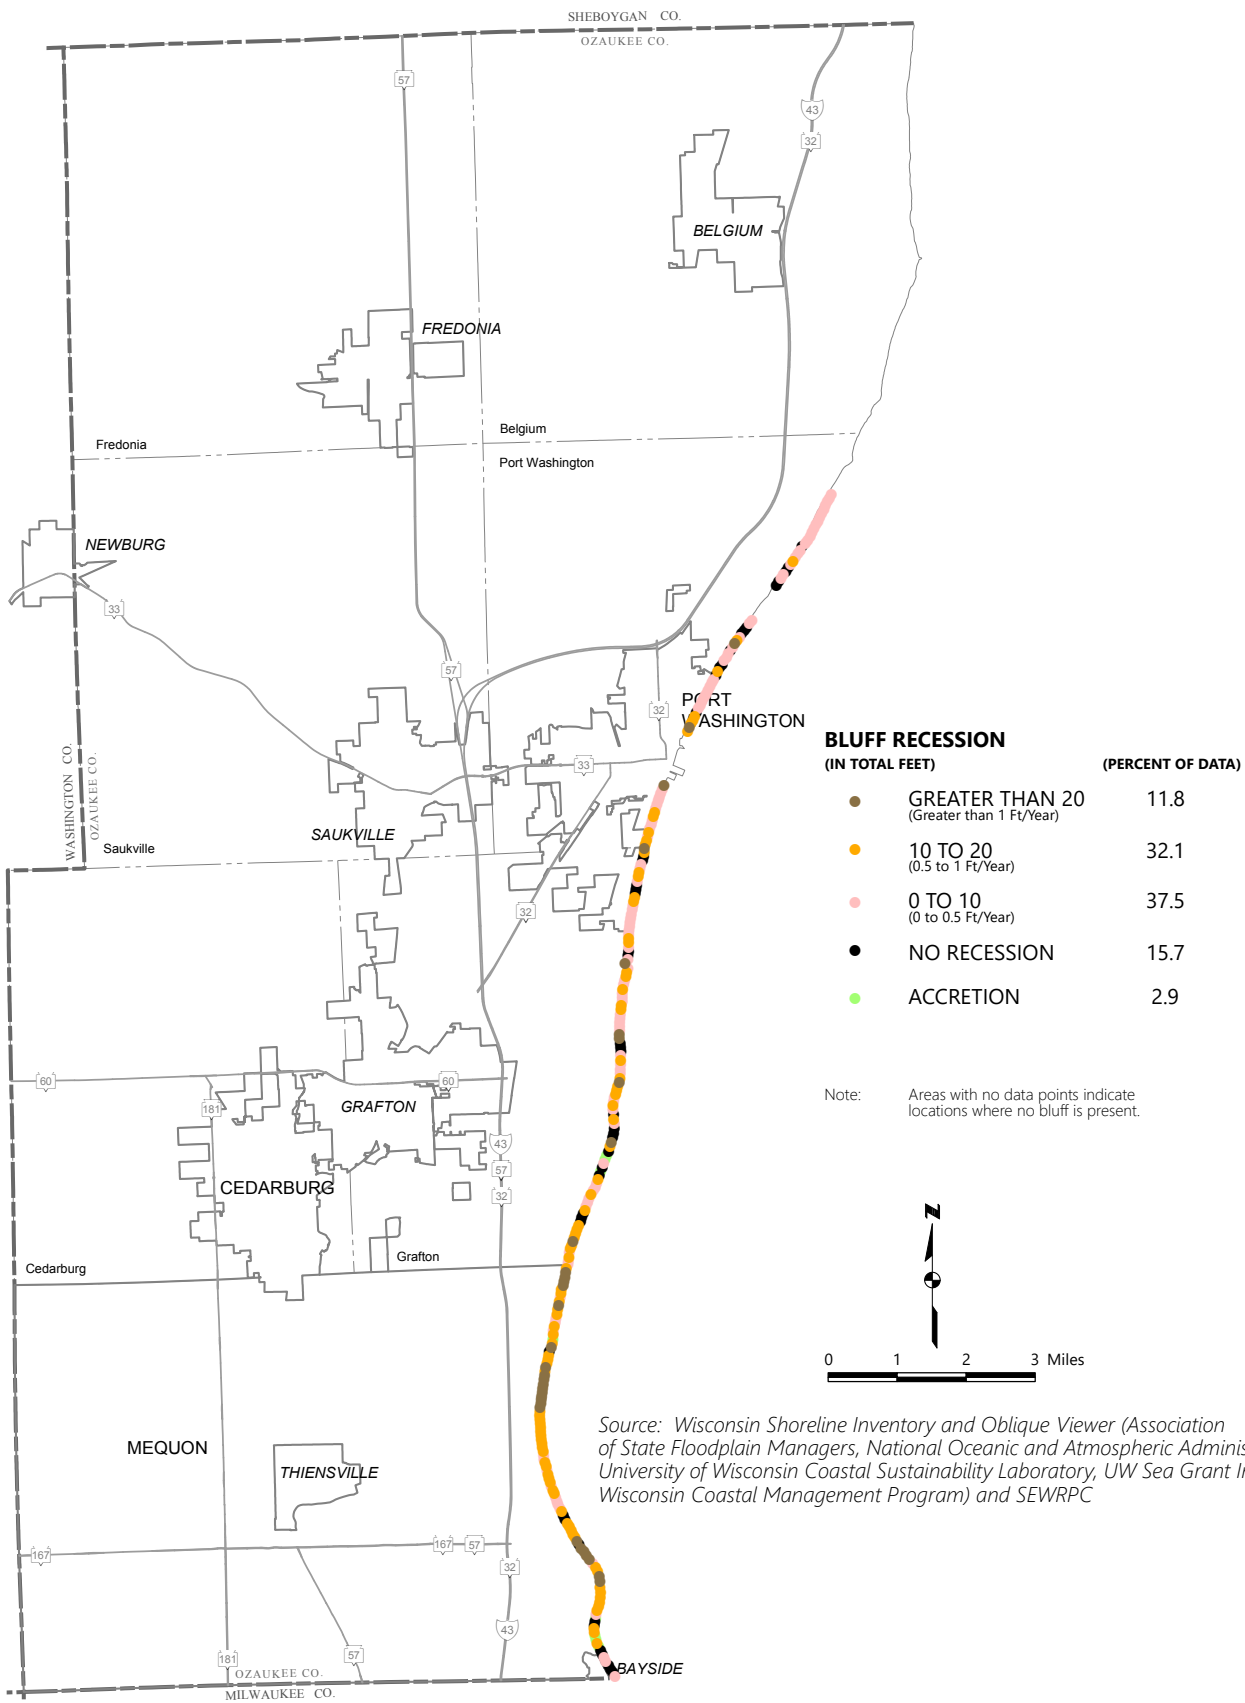 SHEBOYGAN CO.
OZAUKEE CO.
57
43
32
BELGIUM
FREDONIA
Fredonia
Belgium
Port Washington
NEWBURG
33
57
32
PORT
WASHINGTON
33
WASHINGTON CO.
OZAUKEE CO.
SAUKVILLE
Saukville
32
BLUFF RECESSION
(IN TOTAL FEET) (PERCENT OF DATA)
GREATER THAN 20 11.8
(Greater than 1 Ft/Year)
10 TO 20 32.1
(0.5 to 1 Ft/Year)
0 TO 10 37.5
(0 to 0.5 Ft/Year)
NO RECESSION 15.7
ACCRETION 2.9
Note: Areas with no data points indicate
locations where no bluff is present.
60
60
181
GRAFTON
43
57
32
CEDARBURG
Grafton
Cedarburg
N
0 1 2 3 Miles
MEQUON
THIENSVILLE
Source: Wisconsin Shoreline Inventory and Oblique Viewer (Association
of State Floodplain Managers, National Oceanic and Atmospheric Adminis
University of Wisconsin Coastal Sustainability Laboratory, UW Sea Grant In
Wisconsin Coastal Management Program) and SEWRPC
167
167
57
32
43
181
57
BAYSIDE
OZAUKEE CO.
MILWAUKEE CO.